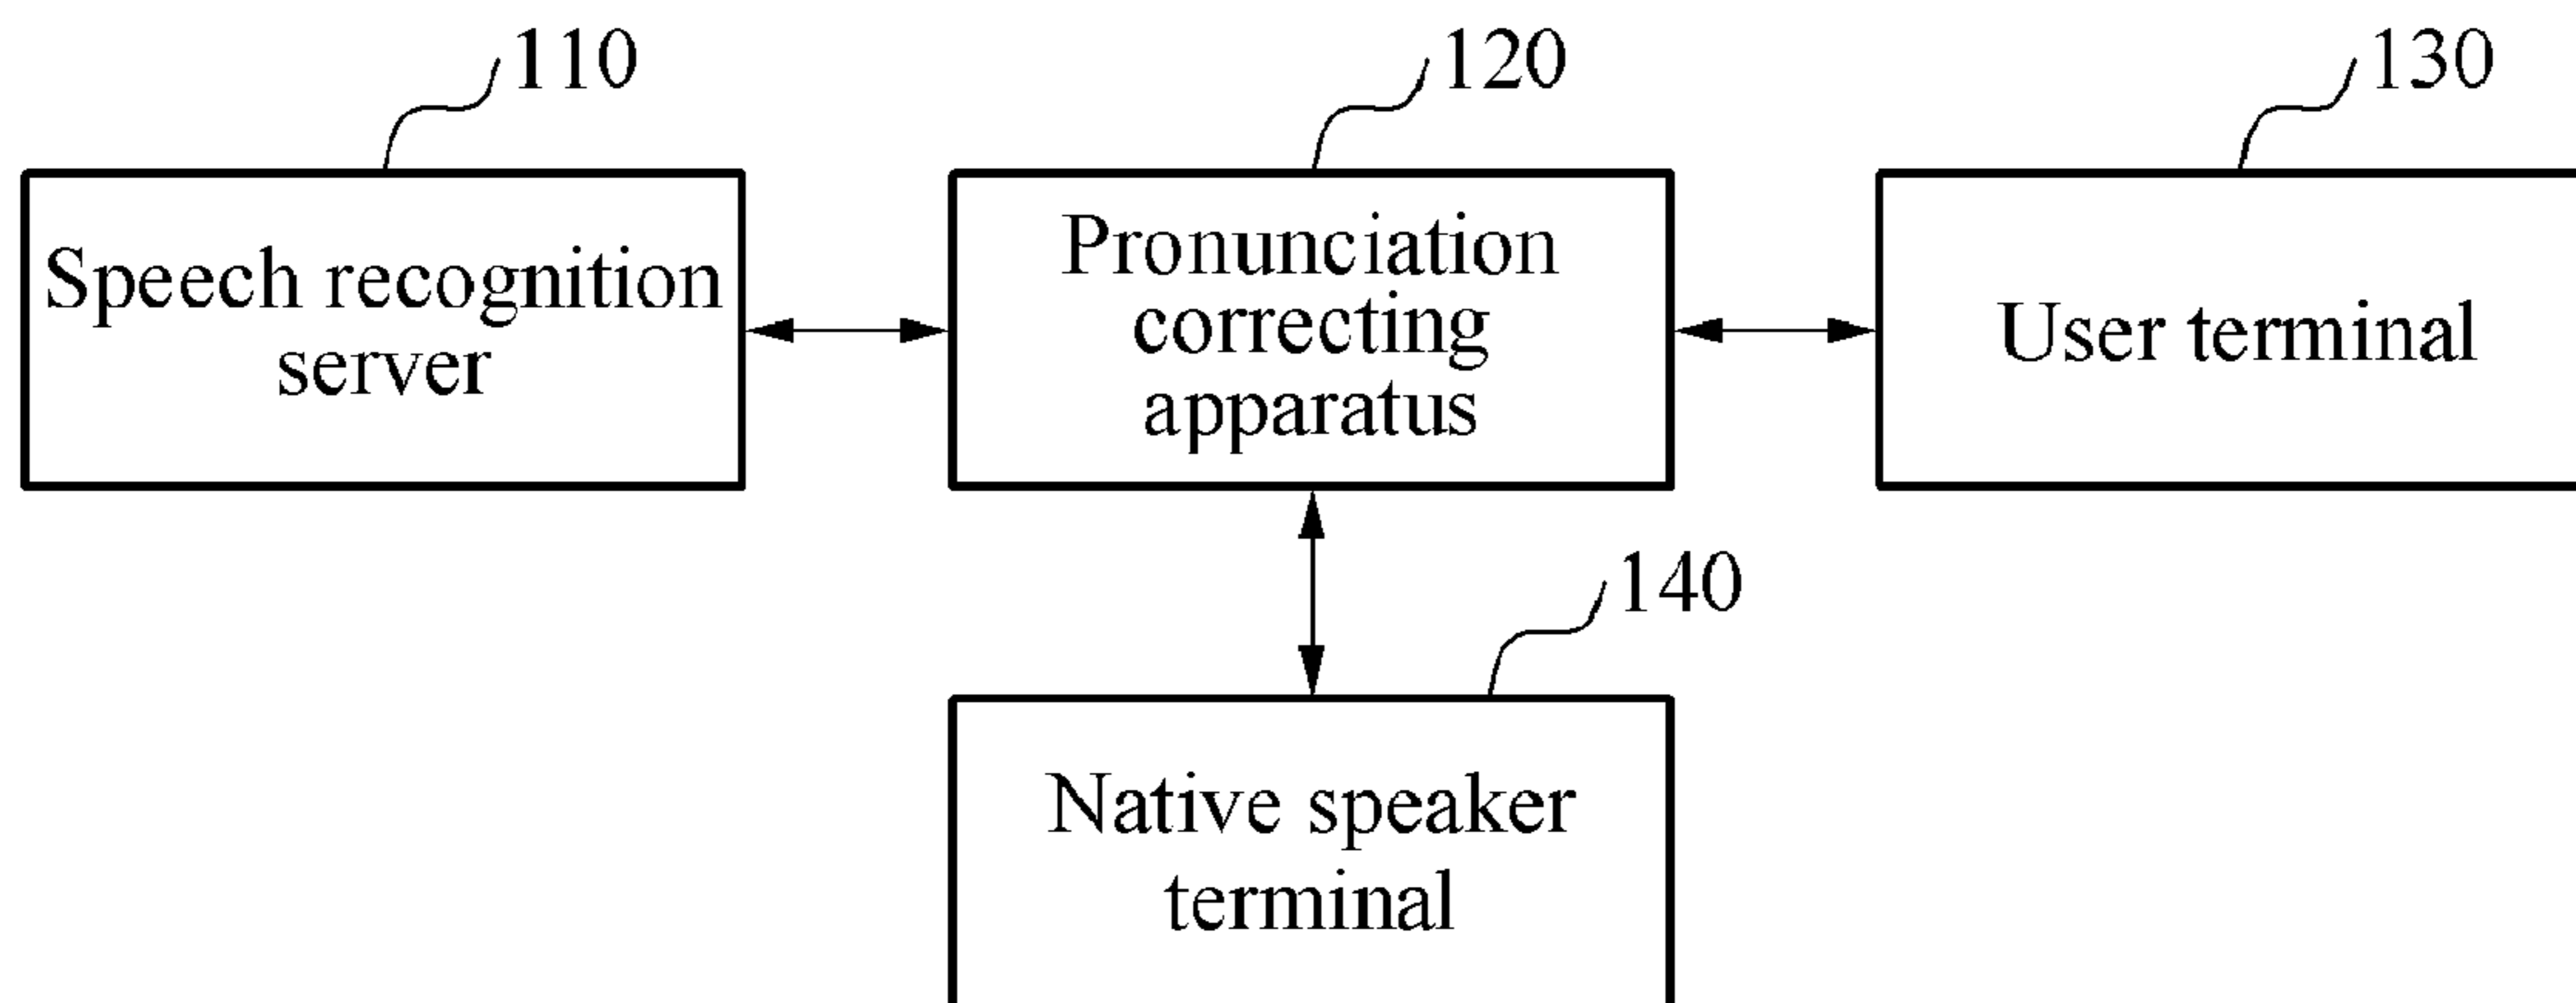 110
120
130
Speech recognition
server
Pronunciation
correcting
apparatus
User terminal
140
Native speaker
terminal